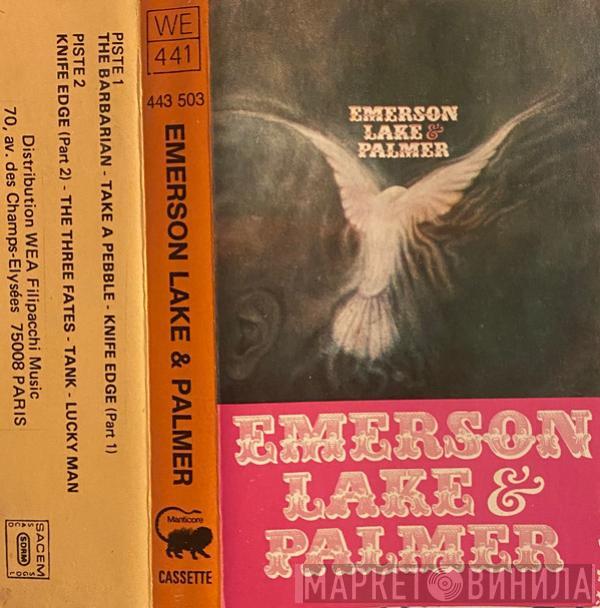 PISTE 1
THE BARBARIAN - TAKE A PEBBLE - KNIFE EDGE (Part 1)
PISTE 2
KNIFE EDGE (Part 2) - THE THREE FATES - TANK - LUCKY MAN
Distribution WEA Filipacchi Music
70, av. des Champs-Elysées 75008 PARIS
SACEM
SDRM
WE
441
443 503
EMERSON LAKE & PALMER
Manticore
CASSETTE
EMERSON
LAKE &
PALMER
EMERSON
LAKE &
PALMER
МАРКЕТ ВИНИЛА